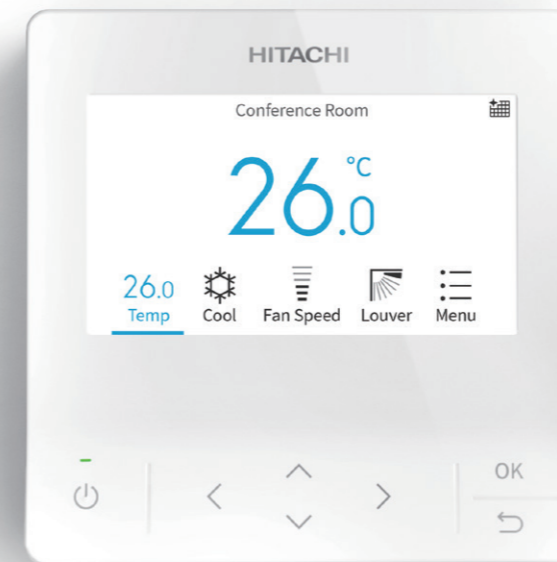 HITACHI
Conference Room
26.0 °C
26.0
Temp Cool Fan Speed Louver Menu
OK